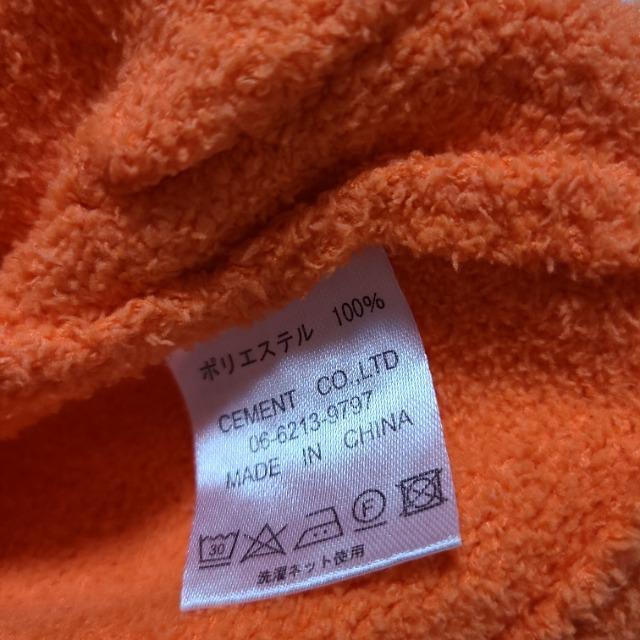 ポリエステル 100%
CEMENT CO.,LTD
06-6213-9797
MADE IN CHINA
30 F
洗濯ネット使用